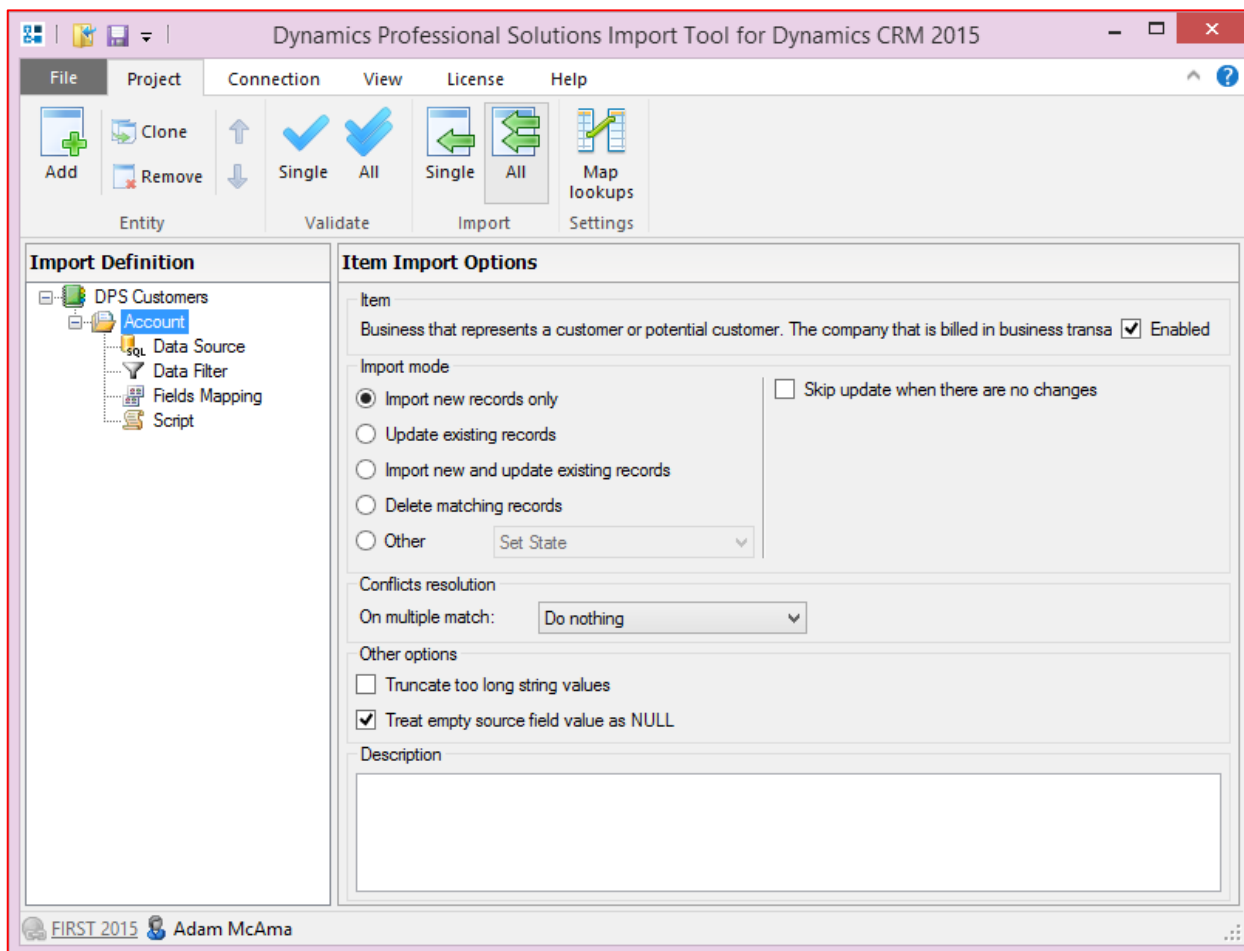 Dynamics Professional Solutions Import Tool for Dynamics CRM 2015
File Project Connection View License Help
Add
Clone
Remove
Entity
Single All
Validate
Single All
Import
Map
lookups
Settings
Import Definition
DPS Customers
Account
SQL Data Source
Data Filter
Fields Mapping
Script
Item Import Options
Item
Business that represents a customer or potential customer. The company that is billed in business transa Enabled
Import mode
Import new records only
Update existing records
Import new and update existing records
Delete matching records
Other Set State
Skip update when there are no changes
Conflicts resolution
On multiple match: Do nothing
Other options
Truncate too long string values
Treat empty source field value as NULL
Description
FIRST 2015 Adam McAma